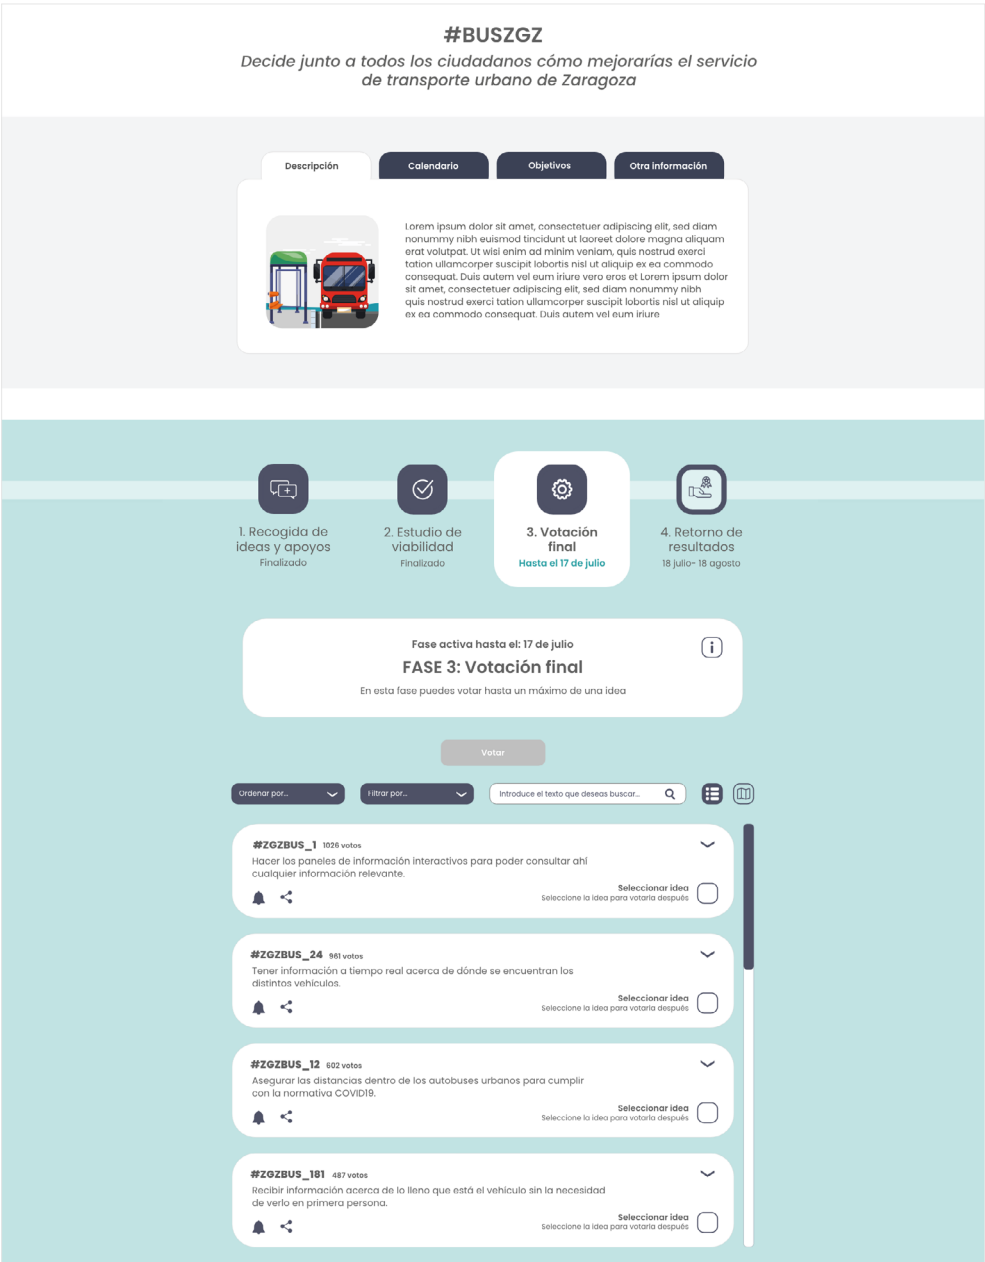 #BUSZGZ
Decide junto a todos los ciudadanos cómo mejorarías el servicio
de transporte urbano de Zaragoza
Descripción
Calendario
Objetivos
Otra información
Lorem ipsum dolor sit amet, consectetuer adipiscing elit, sed diam
nonummy nibh euismod tincidunt ut laoreet dolore magna aliquam
erat volutpat. Ut wisi enim ad minim veniam, quis nostrud exerci
tation ullamcorper suscipit lobortis nisl ut aliquip ex ea commodo
consequat. Duis autem vel eum iriure vero eros et Lorem ipsum dolor
sit amet, consectetuer adipiscing elit, sed diam nonummy nibh
quis nostrud exerci tation ullamcorper suscipit lobortis nisl ut aliquip
ex ea commodo consequat. Duis autem vel eum iriure
1. Recogida de
ideas y apoyos
Finalizado
2. Estudio de
viabilidad
Finalizado
3. Votación
final
Hasta el 17 de julio
4. Retorno de
resultados
18 julio- 18 agosto
Fase activa hasta el: 17 de julio
FASE 3: Votación final
En esta fase puedes votar hasta un máximo de una idea
Votar
Ordenar por...
Filtrar por...
Introduce el texto que deseas buscar...
#ZGZBUS_1 1026 votos
Hacer los paneles de información interactivos para poder consultar ahí
cualquier información relevante.
Seleccionar idea
Seleccione la idea para votarla después
#ZGZBUS_24 961 votos
Tener información a tiempo real acerca de dónde se encuentran los
distintos vehículos.
Seleccionar idea
Seleccione la idea para votarla después
#ZGZBUS_12 602 votos
Asegurar las distancias dentro de los autobuses urbanos para cumplir
con la normativa COVID19.
Seleccionar idea
Seleccione la idea para votarla después
#ZGZBUS_181 487 votos
Recibir información acerca de lo lleno que está el vehículo sin la necesidad
de verlo en primera persona.
Seleccionar idea
Seleccione la idea para votarla después